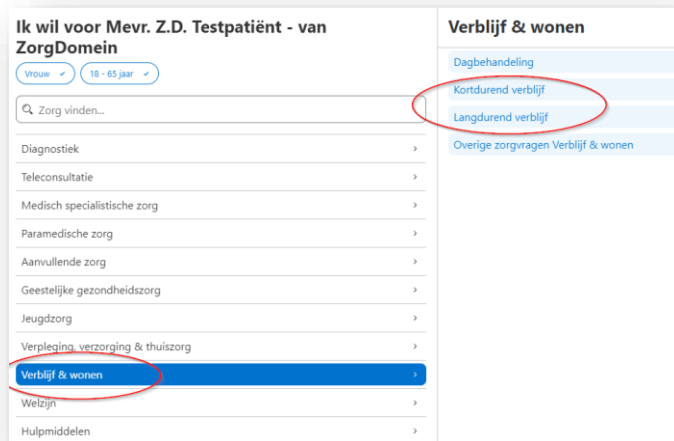 Ik wil voor Mevr. Z.D. Testpatiënt - van
ZorgDomein
Vrouw
18 - 65 jaar
Zorg vinden...
Diagnostiek
Teleconsultatie
Medisch specialistische zorg
Paramedische zorg
Aanvullende zorg
Geestelijke gezondheidszorg
Jeugdzorg
Verpleging, verzorging & thuiszorg
Verblijf & wonen
Welzijn
Hulpmiddelen
Verblijf & wonen
Dagbehandeling
Kortdurend verblijf
Langdurend verblijf
Overige zorgvragen Verblijf & wonen